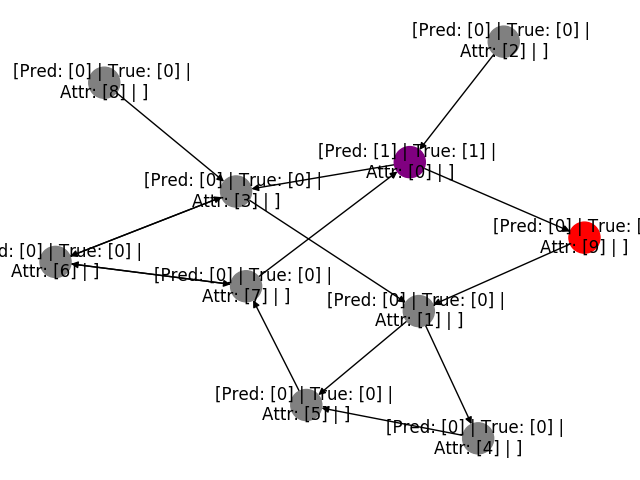 [Pred: [0] | True: [0] |
Attr: [2] | ]
[Pred: [0] | True: [0] |
Attr: [8] | ]
[Pred: [1] | True: [1] |
Attr: [0] | ]
[Pred: [0] | True: [0] |
Attr: [3] | ]
[Pred: [0] | True: [
Attr: [9] | ]
d: [0] | True: [0] |
Attr: [6] | ]
[Pred: [0] | True: [0] |
Attr: [7] | ]
[Pred: [0] | True: [0] |
Attr: [1] | ]
[Pred: [0] | True: [0] |
Attr: [5] | ]
[Pred: [0] | True: [0] |
Attr: [4] | ]